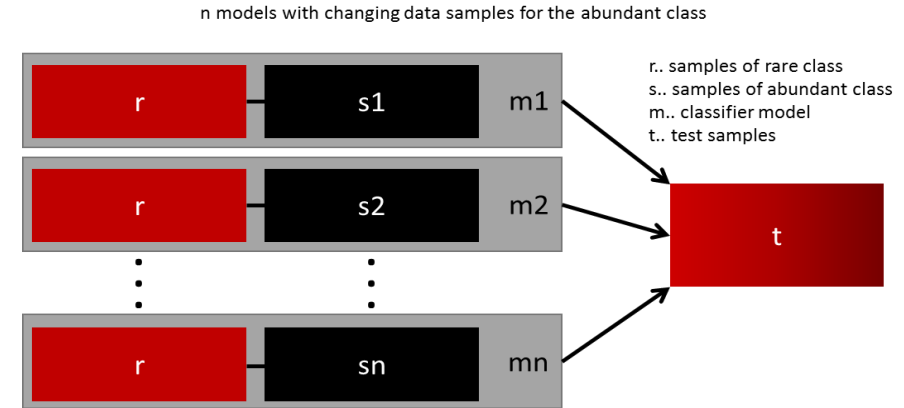 n models with changing data samples for the abundant class
r.. samples of rare class
s.. samples of abundant class
m.. classifier model
t.. test samples
r s1 m1
r s2 m2
t
r sn mn